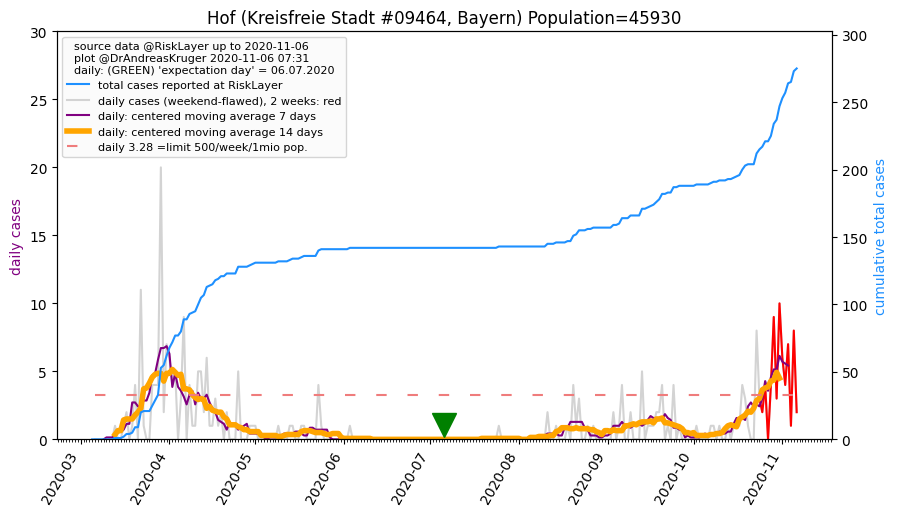 Hof (Kreisfreie Stadt #09464, Bayern) Population=45930
source data @RiskLayer up to 2020-11-06
plot @DrAndreasKruger 2020-11-06 07:31
daily: (GREEN) 'expectation day' = 06.07.2020
total cases reported at RiskLayer
daily cases (weekend-flawed), 2 weeks: red
daily: centered moving average 7 days
daily: centered moving average 14 days
daily 3.28 =limit 500/week/1mio pop.
daily cases
30
25
20
15
10
5
0
cumulative total cases
300
250
200
150
100
50
0
2020-03
2020-04
2020-05
2020-06
2020-07
2020-08
2020-09
2020-10
2020-11